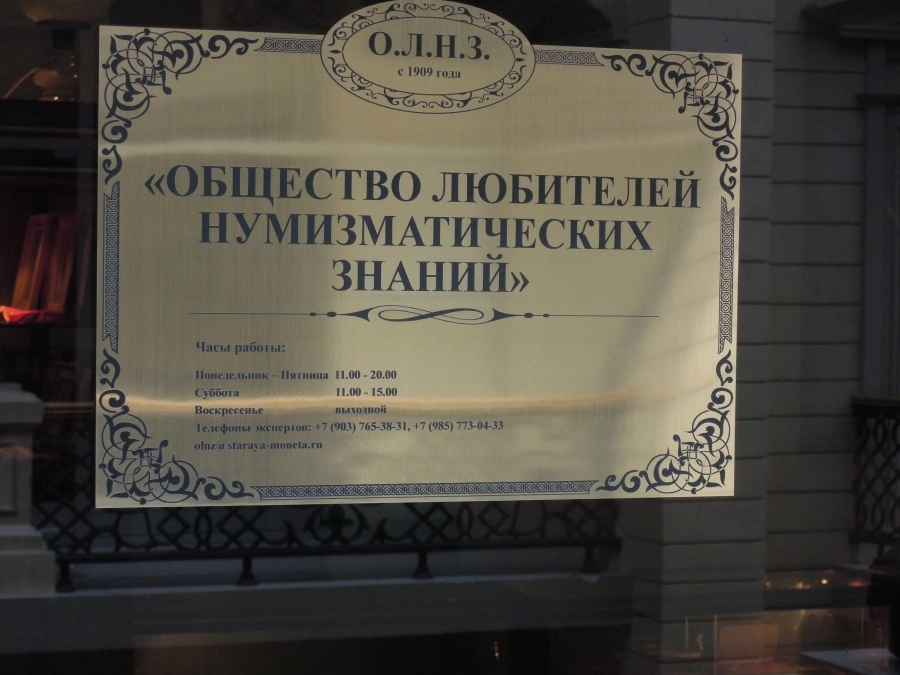 О.Л.Н.З.
с 1909 года
«ОБЩЕСТВО ЛЮБИТЕЛЕЙ
НУМИЗМАТИЧЕСКИХ
ЗНАНИЙ»
Часы работы:
Понедельник - Пятница 11.00 - 20.00
Суббота 11.00 - 15.00
Воскресенье выходной
Телефоны экспертов: +7 (903) 765-38-31, +7 (985) 773-04-33
olnz@staraya-moneta.ru